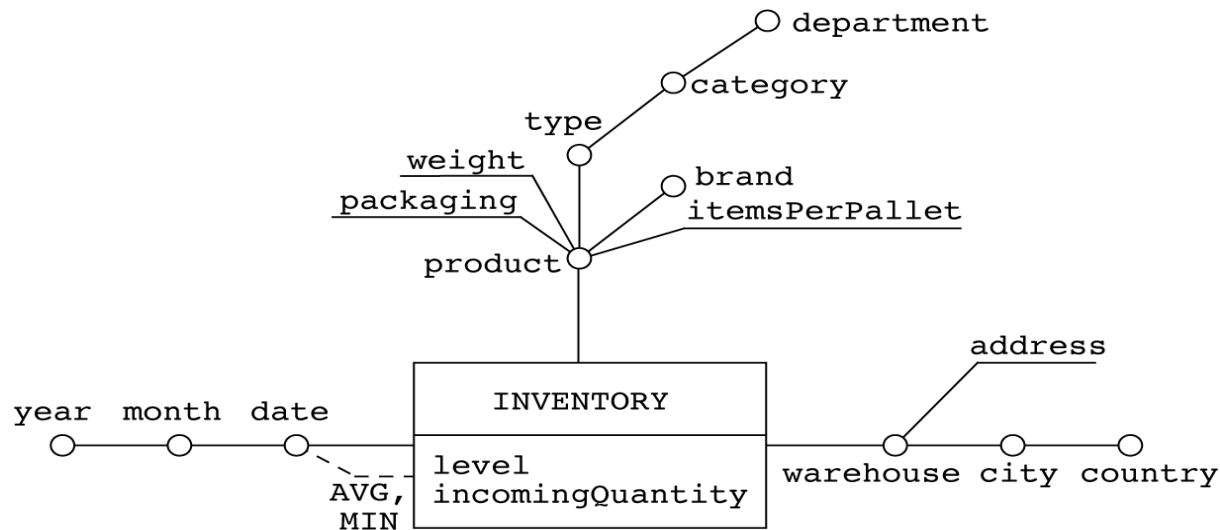 department
category
type
weight
brand
packaging
itemsPerPallet
product
address
INVENTORY
year month date
level
warehouse city country
AVG,
incomingQuantity
MIN